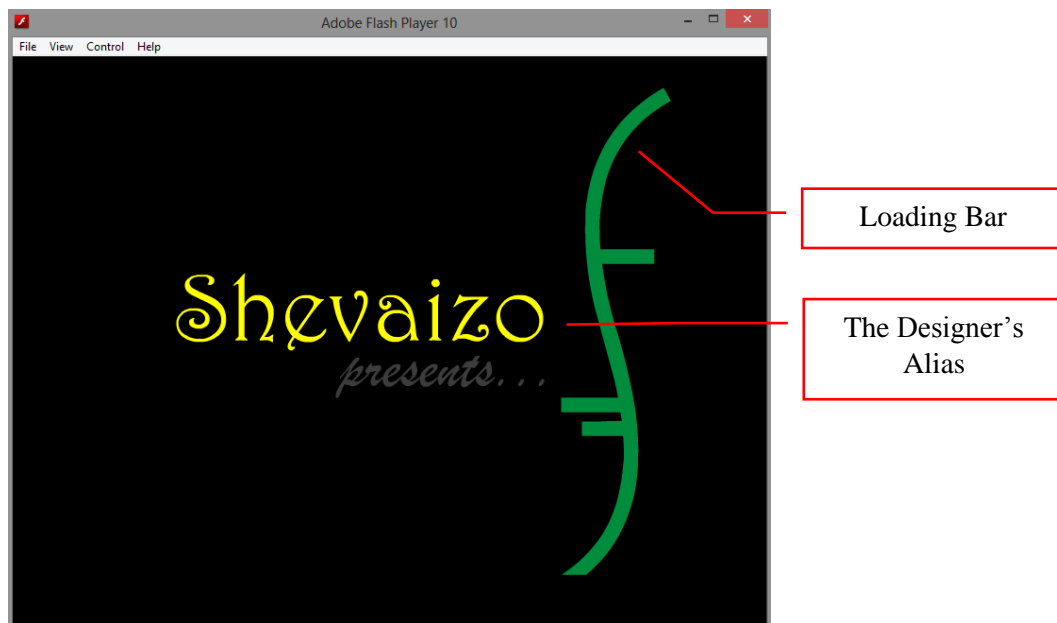 Adobe Flash Player 10
File View Control Help
Loading Bar
Shevaizo
presents...
The Designer’s
Alias